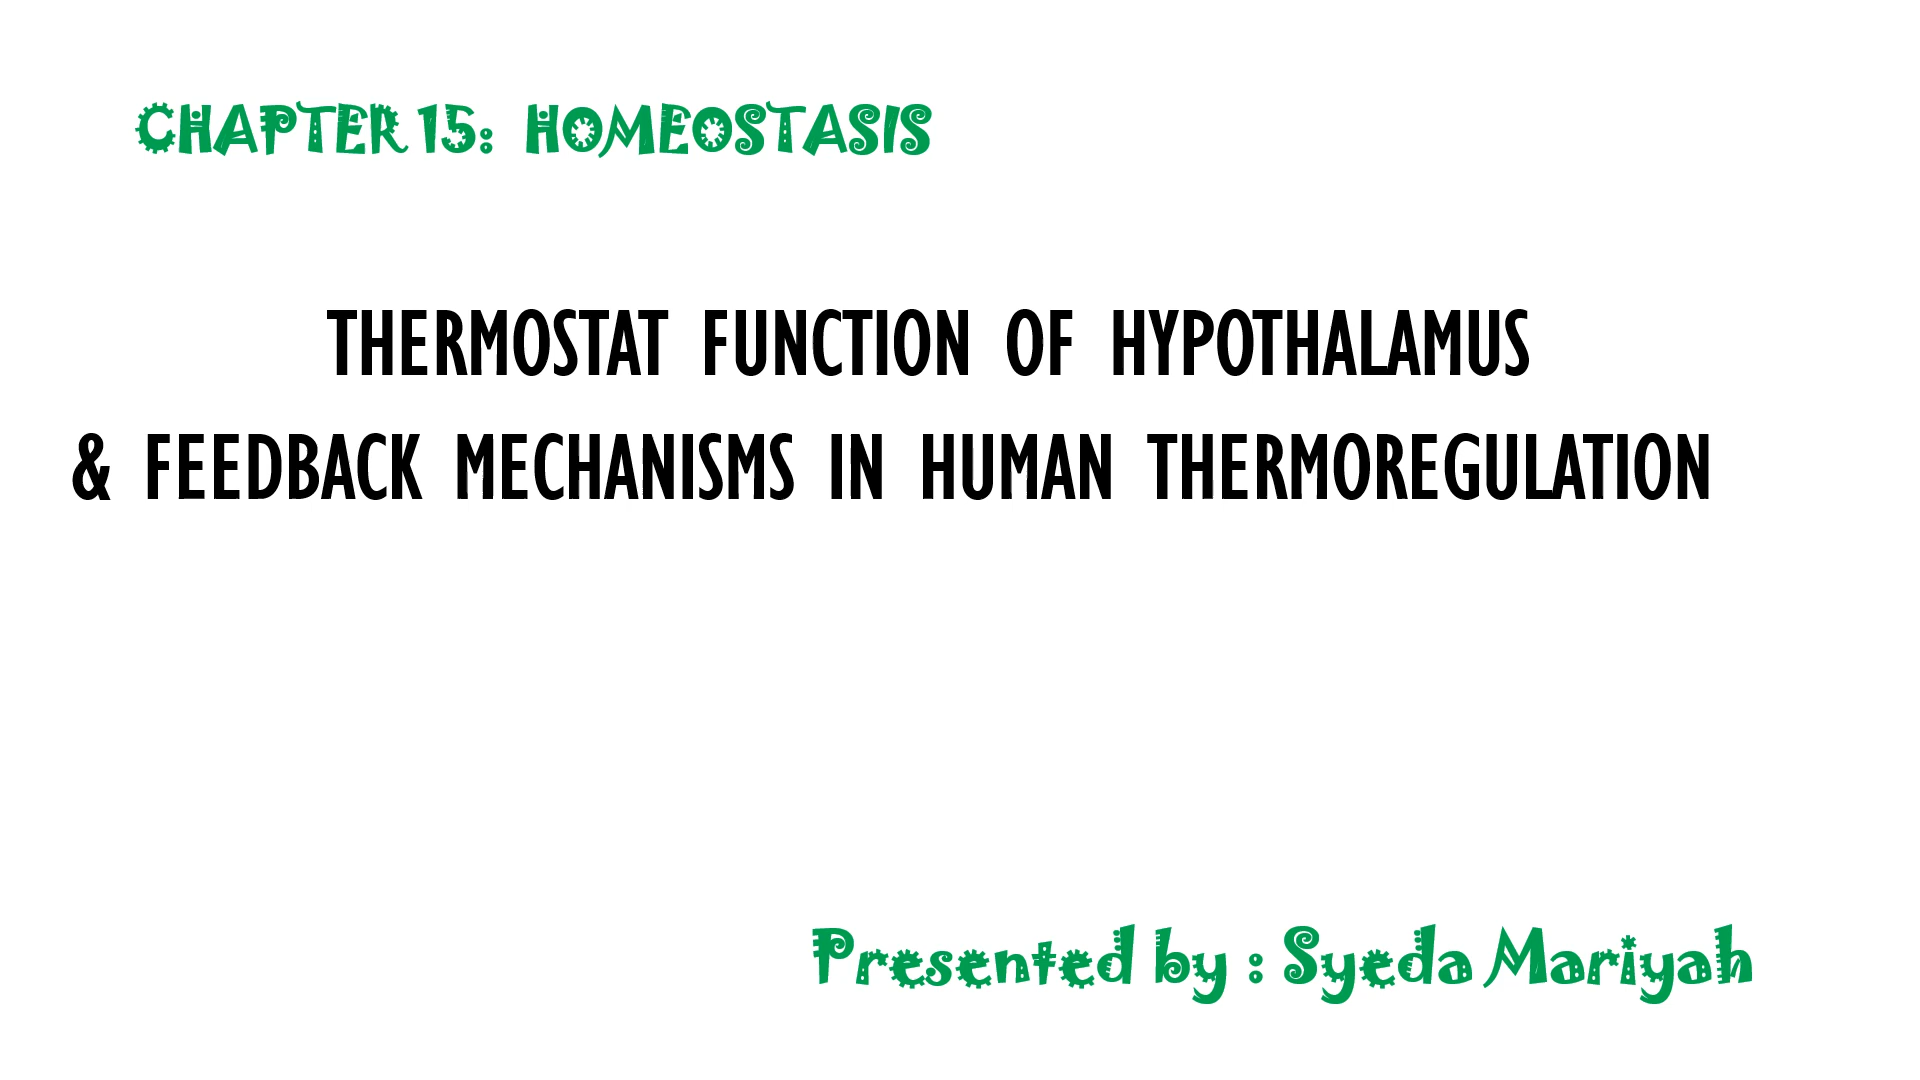 CHAPTER 15: HOMEOSTASIS
THERMOSTAT FUNCTION OF HYPOTHALAMUS
& FEEDBACK MECHANISMS IN HUMAN THERMOREGULATION
Presented by : Syeda Mariyah